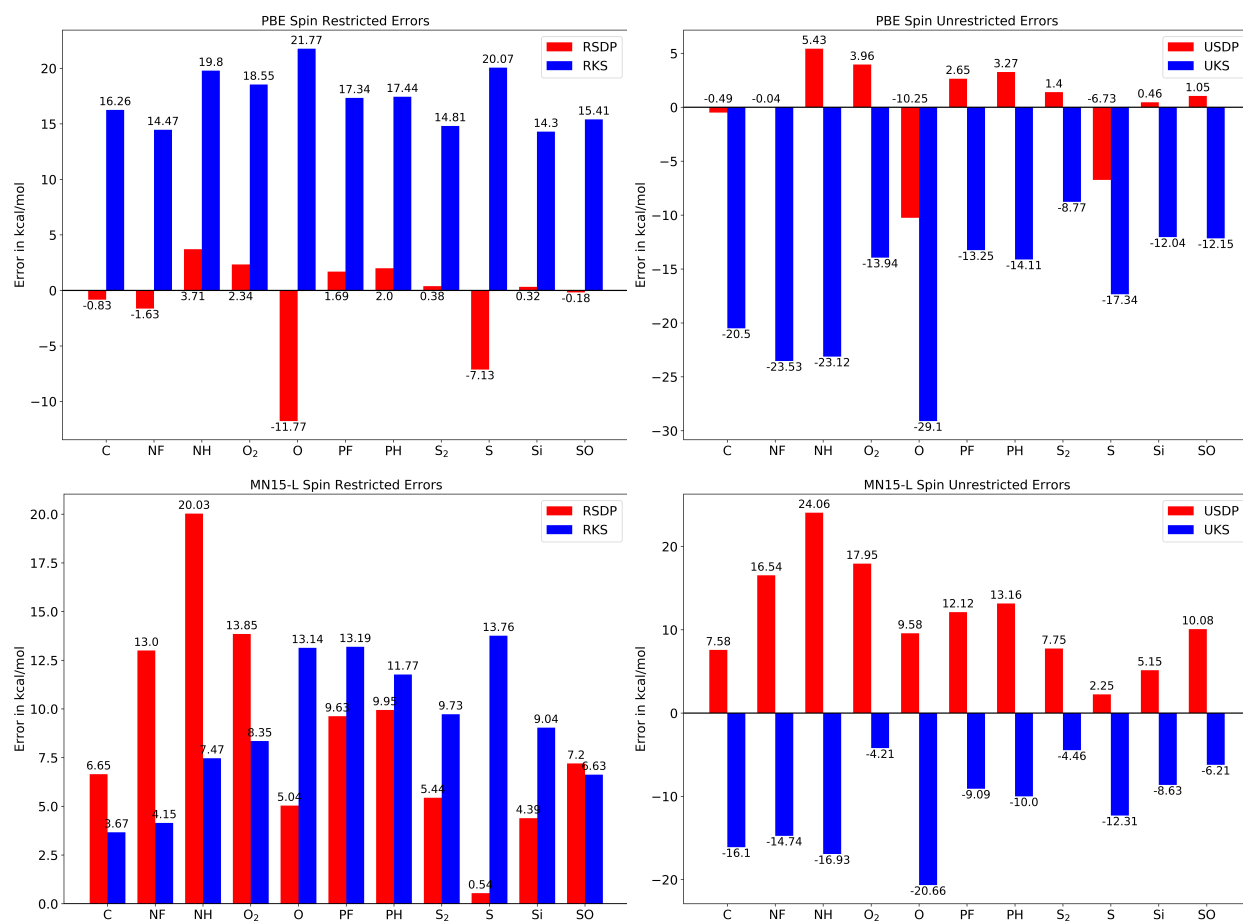 PBE Spin Restricted Errors
RSDP
RKS
Error in kcal/mol
20
15
10
5
0
−5
−10
16.26 14.47 19.8 18.55 21.77 17.34 17.44 14.81 20.07 14.3 15.41
-0.83 -1.63 3.71 2.34 -11.77 1.69 2.0 0.38 -7.13 0.32 -0.18
C NF NH O₂ O PF PH S₂ S Si SO
PBE Spin Unrestricted Errors
USDP
UKS
Error in kcal/mol
5
0
−5
−10
−15
−20
−25
−30
-0.49 -0.04 5.43 3.96 -10.25 2.65 3.27 1.4 -6.73 0.46 1.05
-20.5 -23.53 -23.12 -13.94 -29.1 -13.25 -14.11 -8.77 -17.34 -12.04 -12.15
C NF NH O₂ O PF PH S₂ S Si SO
MN15-L Spin Restricted Errors
RSDP
RKS
Error in kcal/mol
20.0
17.5
15.0
12.5
10.0
7.5
5.0
2.5
0.0
6.65 13.0 20.03 13.85 5.04 9.63 9.95 5.44 0.54 4.39 7.2
3.67 4.15 7.47 8.35 13.14 13.19 11.77 9.73 13.76 9.04 6.63
C NF NH O₂ O PF PH S₂ S Si SO
MN15-L Spin Unrestricted Errors
USDP
UKS
Error in kcal/mol
20
10
0
−10
−20
7.58 16.54 24.06 17.95 9.58 12.12 13.16 7.75 2.25 5.15 10.08
-16.1 -14.74 -16.93 -4.21 -20.66 -9.09 -10.0 -4.46 -12.31 -8.63 -6.21
C NF NH O₂ O PF PH S₂ S Si SO